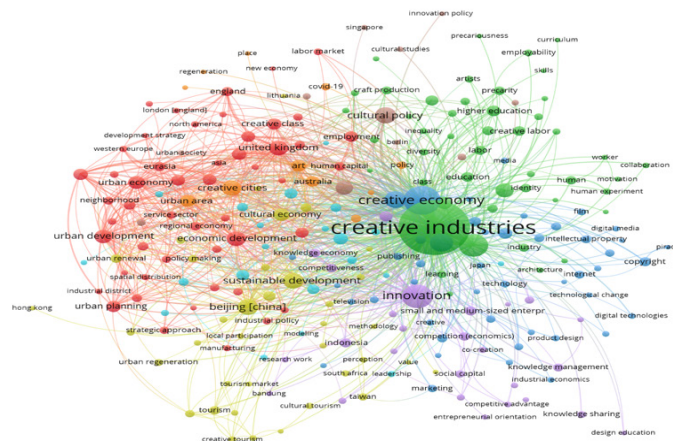 innovation policy
singapore
precariousness
curriculum
place
labor market
cultural studies
employability
new economy
regeneration
skills
england
lithuania
covid-19
craft production
artists
precarity
london [england]
creative class
cultural policy
higher education
north america
development strategy
employment
inequality
creative labor
western europe
urban society
united kingdom
berlin
diversity
labor
worker
eurasia
asia
art
human capital
policy
media
collaboration
urban economy
creative cities
australia
class
education
human
motivation
neighborhood
urban area
creative economy
identity
human experiment
service sector
cultural economy
film
regional economy
creative industries
digital media
urban development
economic development
intellectual property
industry
urban renewal
policy making
knowledge economy
publishing
architecture
copyright
spatial distribution
competitiveness
learning
japan
internet
sustainable development
technology
industrial district
television
innovation
technological change
hong kong
urban planning
beijing [china]
small and medium-sized enterpr.
digital technologies
industrial policy
strategic approach
local participation
modeling
methodology
creative
competition (economics)
product design
manufacturing
indonesia
co-creation
urban regeneration
research work
perception
value
social capital
knowledge management
south africa
leadership
industrial economics
tourism market
bandung
marketing
taiwan
tourism
cultural tourism
competitive advantage
entrepreneurial orientation
knowledge sharing
creative tourism
design education